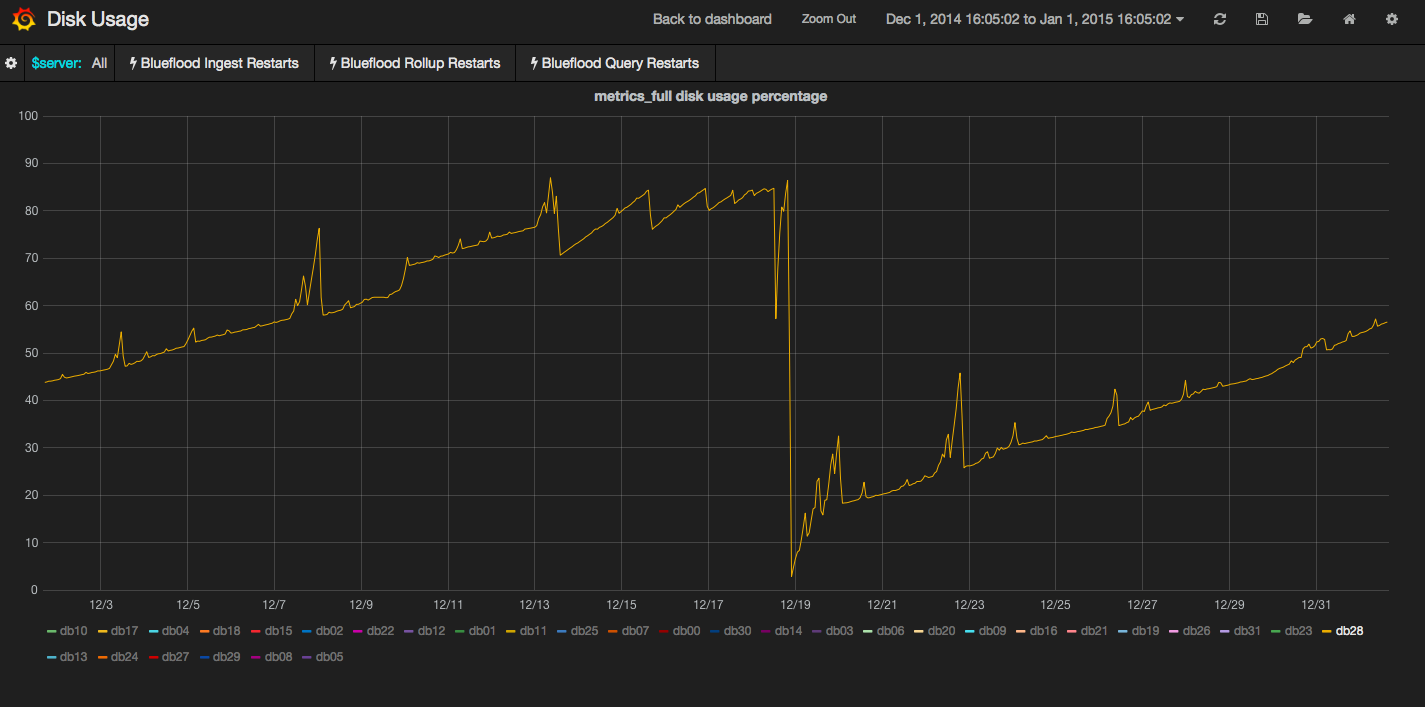 Disk Usage Back to dashboard Zoom Out Dec 1, 2014 16:05:02 to Jan 1, 2015 16:05:02
$server: All Blueflood Ingest Restarts Blueflood Rollup Restarts Blueflood Query Restarts
metrics_full disk usage percentage
100
90
80
70
60
50
40
30
20
10
0
12/3 12/5 12/7 12/9 12/11 12/13 12/15 12/17 12/19 12/21 12/23 12/25 12/27 12/29 12/31
db10 db17 db04 db18 db15 db02 db22 db12 db01 db11 db25 db07 db00 db30 db14 db03 db06 db20 db09 db16 db21 db19 db26 db31 db23 db28
db13 db24 db27 db29 db08 db05